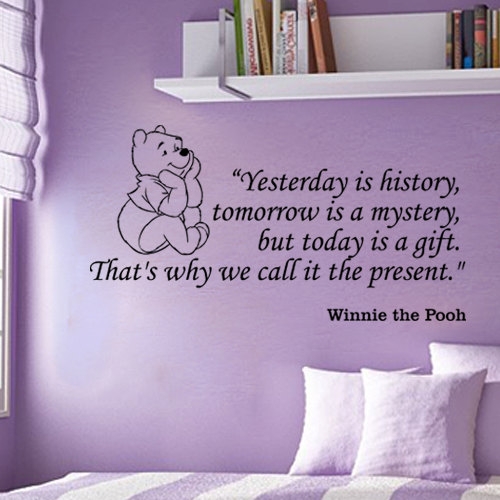 “Yesterday is history,
tomorrow is a mystery,
but today is a gift.
That's why we call it the present."
Winnie the Pooh